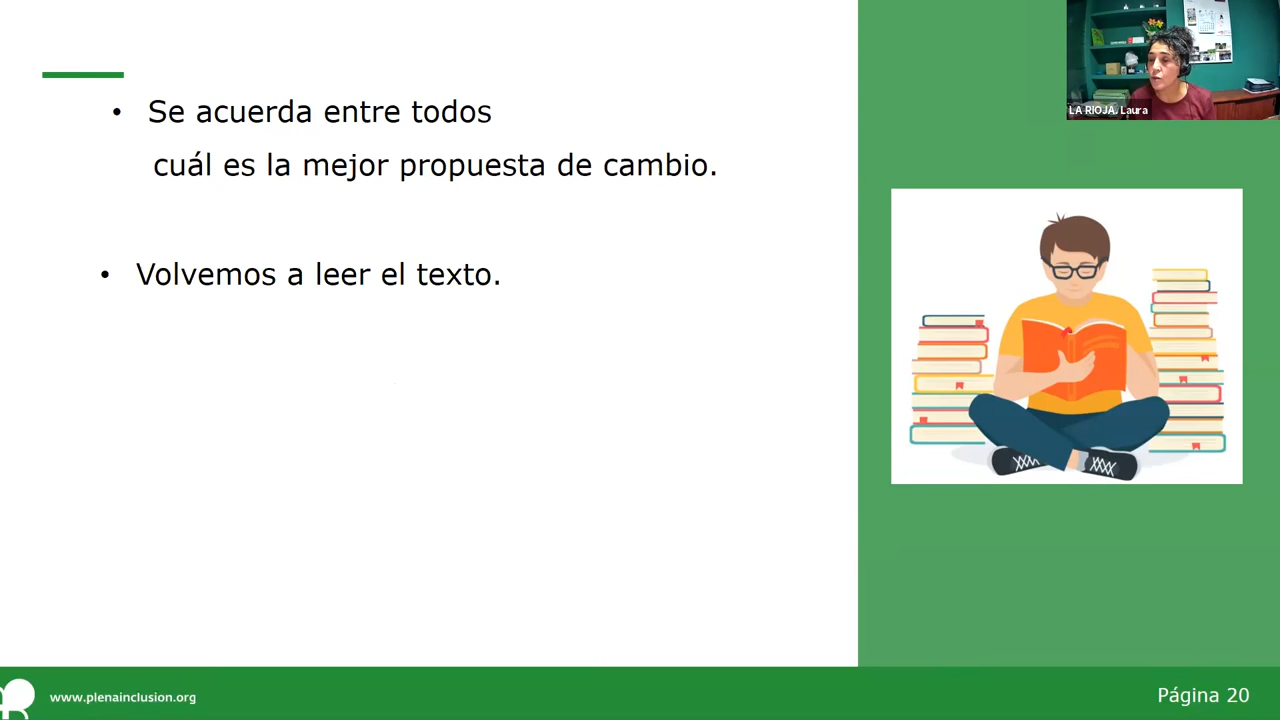 • Se acuerda entre todos
cuál es la mejor propuesta de cambio.
• Volvemos a leer el texto.
LA RIOJA. Laura
www.plenainclusion.org
Página 20